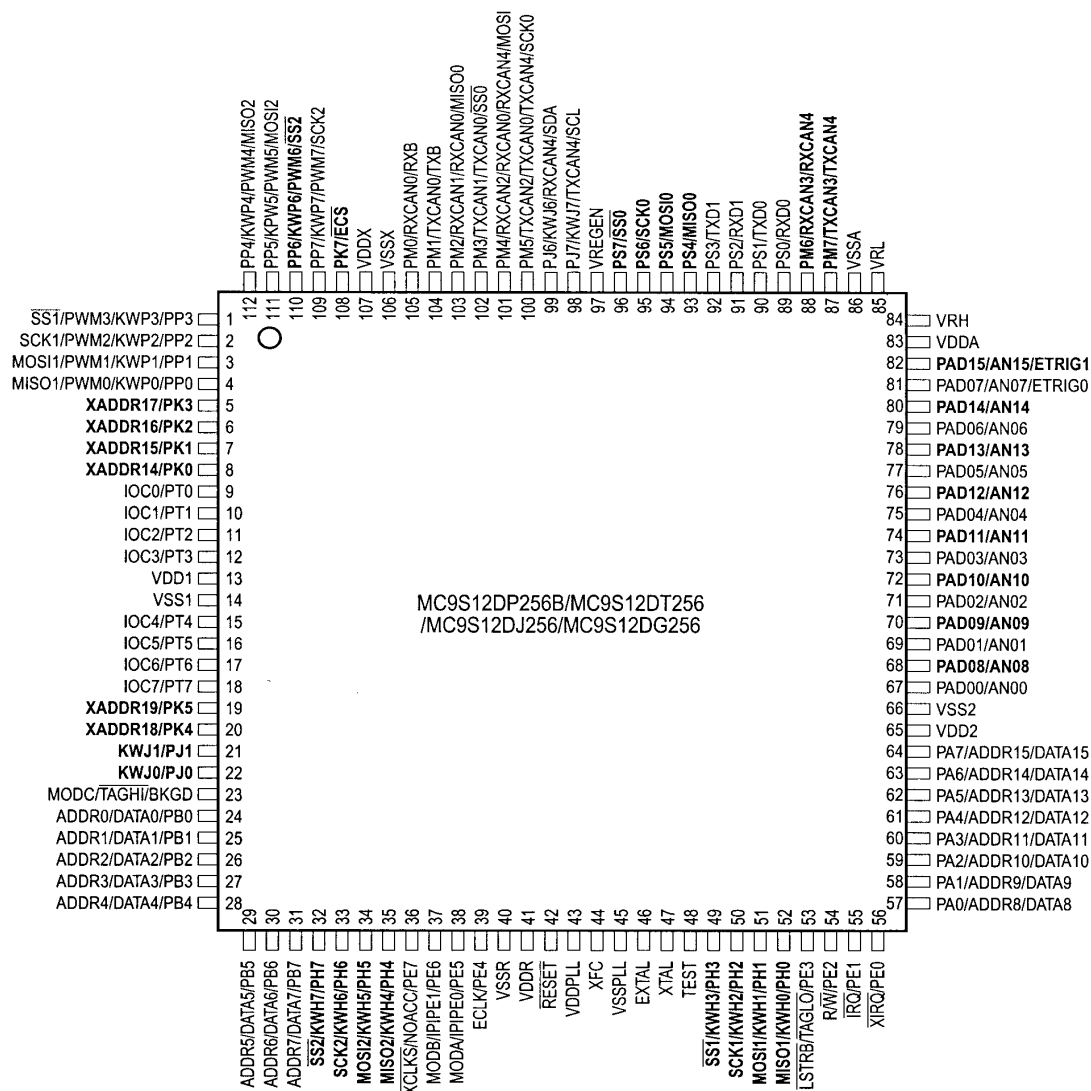 PP4/KWP4/PWM4/MISO2
PP5/KPW5/PWM5/MOSI2
PP6/KWP6/PWM6/SS2
PP7/KWP7/PWM7/SCK2
PK7/ECS
VDDX
VSSX
PM0/RXCAN0/RXB
PM1/TXCAN0/TXB
PM2/RXCAN1/RXCAN0/MISO0
PM3/TXCAN1/TXCAN0/SS0
PM4/RXCAN2/RXCAN0/RXCAN4/MOSI
PM5/TXCAN2/TXCAN0/TXCAN4/SCK0
PJ6/KWJ6/RXCAN4/SDA
PJ7/KWJ7/TXCAN4/SCL
VREGEN
PS7/SS0
PS6/SCK0
PS5/MOSI0
PS4/MISO0
PS3/TXD1
PS2/RXD1
PS1/TXD0
PS0/RXD0
PM6/RXCAN3/RXCAN4
PM7/TXCAN3/TXCAN4
VSSA
VRL
112 111 110 109 108 107 106 105 104 103 102 101 100 99 98 97 96 95 94 93 92 91 90 89 88 87 86 85
SS1/PWM3/KWP3/PP3 1
SCK1/PWM2/KWP2/PP2 2
MOSI1/PWM1/KWP1/PP1 3
MISO1/PWM0/KWP0/PP0 4
XADDR17/PK3 5
XADDR16/PK2 6
XADDR15/PK1 7
XADDR14/PK0 8
IOC0/PT0 9
IOC1/PT1 10
IOC2/PT2 11
IOC3/PT3 12
VDD1 13
VSS1 14
IOC4/PT4 15
IOC5/PT5 16
IOC6/PT6 17
IOC7/PT7 18
XADDR19/PK5 19
XADDR18/PK4 20
KWJ1/PJ1 21
KWJ0/PJ0 22
MODC/TAGHI/BKGD 23
ADDR0/DATA0/PB0 24
ADDR1/DATA1/PB1 25
ADDR2/DATA2/PB2 26
ADDR3/DATA3/PB3 27
ADDR4/DATA4/PB4 28
MC9S12DP256B/MC9S12DT256
/MC9S12DJ256/MC9S12DG256
84 VRH
83 VDDA
82 PAD15/AN15/ETRIG1
81 PAD07/AN07/ETRIG0
80 PAD14/AN14
79 PAD06/AN06
78 PAD13/AN13
77 PAD05/AN05
76 PAD12/AN12
75 PAD04/AN04
74 PAD11/AN11
73 PAD03/AN03
72 PAD10/AN10
71 PAD02/AN02
70 PAD09/AN09
69 PAD01/AN01
68 PAD08/AN08
67 PAD00/AN00
66 VSS2
65 VDD2
64 PA7/ADDR15/DATA15
63 PA6/ADDR14/DATA14
62 PA5/ADDR13/DATA13
61 PA4/ADDR12/DATA12
60 PA3/ADDR11/DATA11
59 PA2/ADDR10/DATA10
58 PA1/ADDR9/DATA9
57 PA0/ADDR8/DATA8
29 30 31 32 33 34 35 36 37 38 39 40 41 42 43 44 45 46 47 48 49 50 51 52 53 54 55 56
ADDR5/DATA5/PB5
ADDR6/DATA6/PB6
ADDR7/DATA7/PB7
SS2/KWH7/PH7
SCK2/KWH6/PH6
MOSI2/KWH5/PH5
MISO2/KWH4/PH4
XCLKS/NOACC/PE7
MODB/IPIPE1/PE6
MODA/IPIPE0/PE5
ECLK/PE4
VSSR
VDDR
RESET
VDDPLL
XFC
VSSPLL
EXTAL
XTAL
TEST
SS1/KWH3/PH3
SCK1/KWH2/PH2
MOSI1/KWH1/PH1
MISO1/KWH0/PH0
LSTRB/TAGLO/PE3
R/W/PE2
IRQ/PE1
XIRQ/PE0